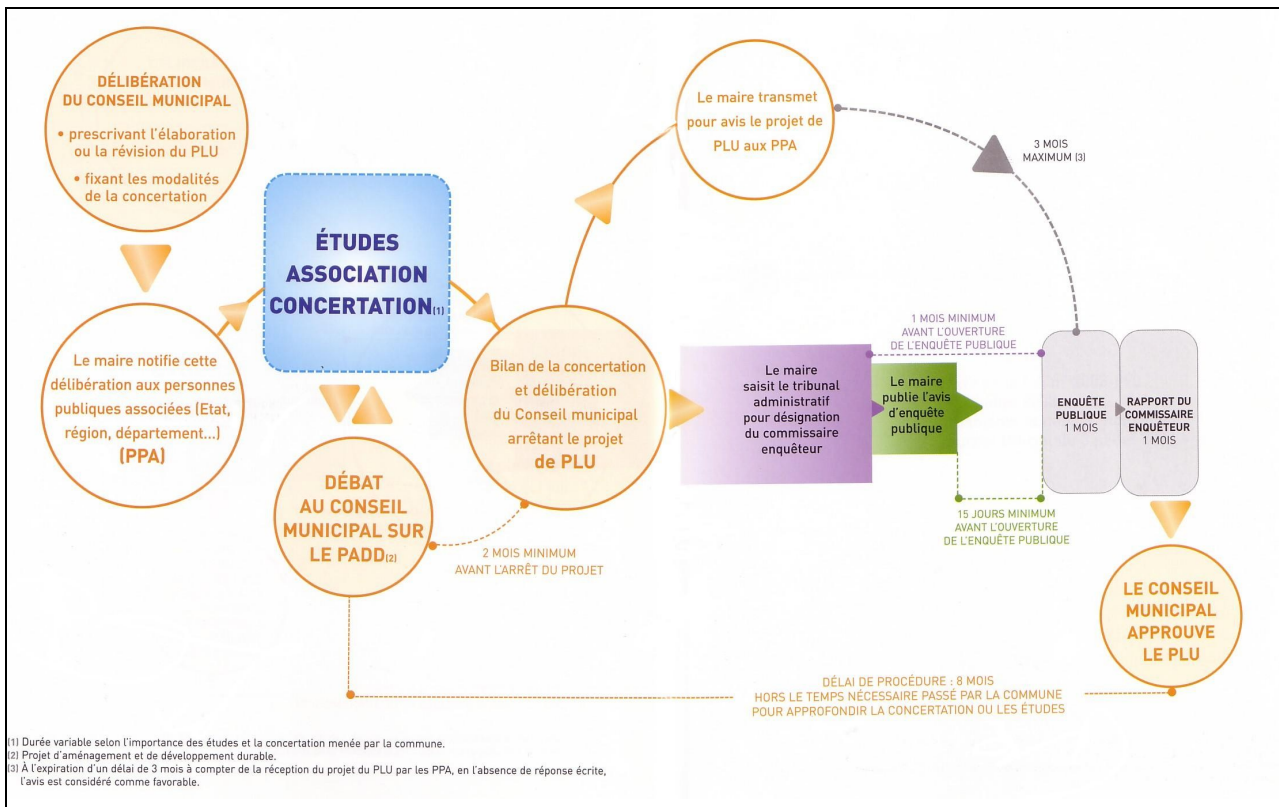 DÉLIBÉRATION
DU CONSEIL MUNICIPAL
• prescrivant l'élaboration
ou la révision du PLU
• fixant les modalités
de la concertation
Le maire notifie cette
délibération aux personnes
publiques associées (Etat,
région, département...)
(PPA)
ÉTUDES
ASSOCIATION
CONCERTATION(1)
DÉBAT
AU CONSEIL
MUNICIPAL SUR
LE PADD(2)
2 MOIS MINIMUM
AVANT L'ARRÊT DU PROJET
Bilan de la concertation
et délibération
du Conseil municipal
arrêtant le projet
de PLU
Le maire transmet
pour avis le projet de
PLU aux PPA
3 MOIS
MAXIMUM (3)
Le maire
saisit le tribunal
administratif
pour désignation
du commissaire
enquêteur
Le maire
publie l'avis
d'enquête
publique
1 MOIS MINIMUM
AVANT L'OUVERTURE
DE L'ENQUÊTE PUBLIQUE
15 JOURS MINIMUM
AVANT L'OUVERTURE
DE L'ENQUÊTE PUBLIQUE
ENQUÊTE
PUBLIQUE
1 MOIS
RAPPORT DU
COMMISSAIRE
ENQUÊTEUR
1 MOIS
LE CONSEIL
MUNICIPAL
APPROUVE
LE PLU
DÉLAI DE PROCÉDURE : 8 MOIS
HORS LE TEMPS NÉCESSAIRE PASSÉ PAR LA COMMUNE
POUR APPROFONDIR LA CONCERTATION OU LES ÉTUDES
(1) Durée variable selon l'importance des études et la concertation menée par la commune.
(2) Projet d'aménagement et de développement durable.
(3) À l'expiration d'un délai de 3 mois à compter de la réception du projet du PLU par les PPA, en l'absence de réponse écrite,
l'avis est considéré comme favorable.